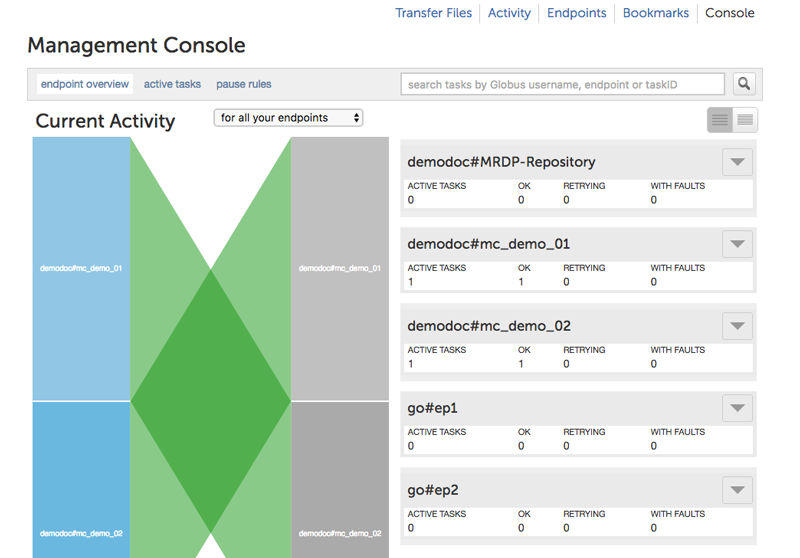 Transfer Files Activity Endpoints Bookmarks Console
Management Console
endpoint overview active tasks pause rules search tasks by Globus username, endpoint or taskID
Current Activity for all your endpoints
demodoc#mc_demo_01 demodoc#mc_demo_01
demodoc#mc_demo_02 demodoc#mc_demo_02
demodoc#MRDP-Repository
ACTIVE TASKS OK RETRYING WITH FAULTS
0 0 0 0
demodoc#mc_demo_01
ACTIVE TASKS OK RETRYING WITH FAULTS
1 1 0 0
demodoc#mc_demo_02
ACTIVE TASKS OK RETRYING WITH FAULTS
1 1 0 0
go#ep1
ACTIVE TASKS OK RETRYING WITH FAULTS
0 0 0 0
go#ep2
ACTIVE TASKS OK RETRYING WITH FAULTS
0 0 0 0